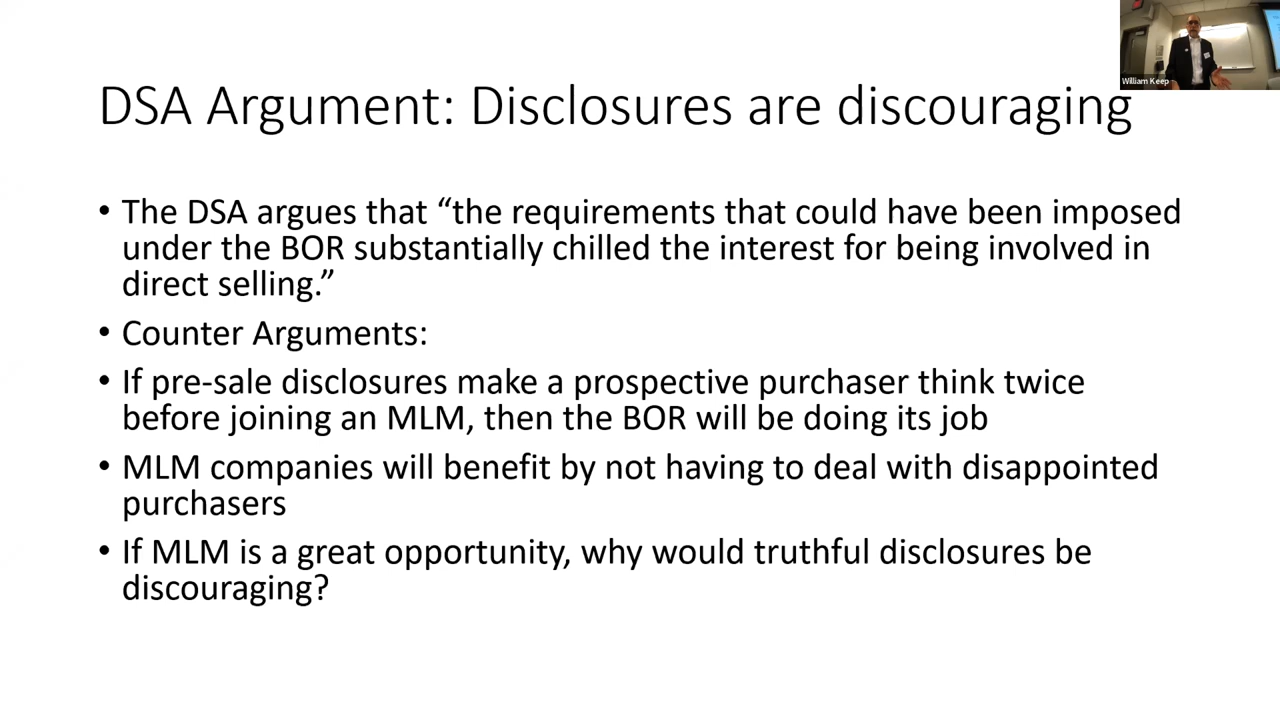 William Keep
DSA Argument: Disclosures are discouraging
• The DSA argues that “the requirements that could have been imposed
under the BOR substantially chilled the interest for being involved in
direct selling.”
• Counter Arguments:
• If pre-sale disclosures make a prospective purchaser think twice
before joining an MLM, then the BOR will be doing its job
• MLM companies will benefit by not having to deal with disappointed
purchasers
• If MLM is a great opportunity, why would truthful disclosures be
discouraging?